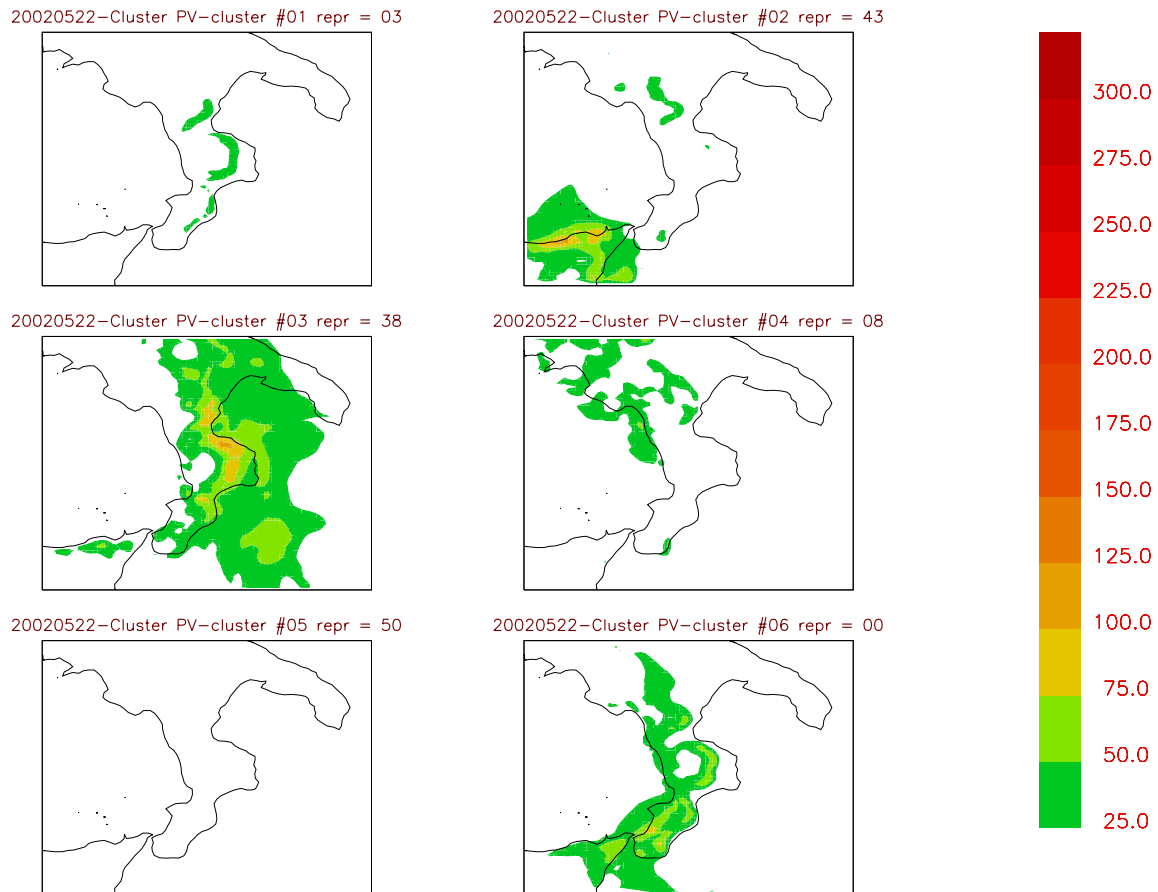 20020522-Cluster PV-cluster #01 repr = 03
20020522-Cluster PV-cluster #02 repr = 43
20020522-Cluster PV-cluster #03 repr = 38
20020522-Cluster PV-cluster #04 repr = 08
20020522-Cluster PV-cluster #05 repr = 50
20020522-Cluster PV-cluster #06 repr = 00
300.0
275.0
250.0
225.0
200.0
175.0
150.0
125.0
100.0
75.0
50.0
25.0